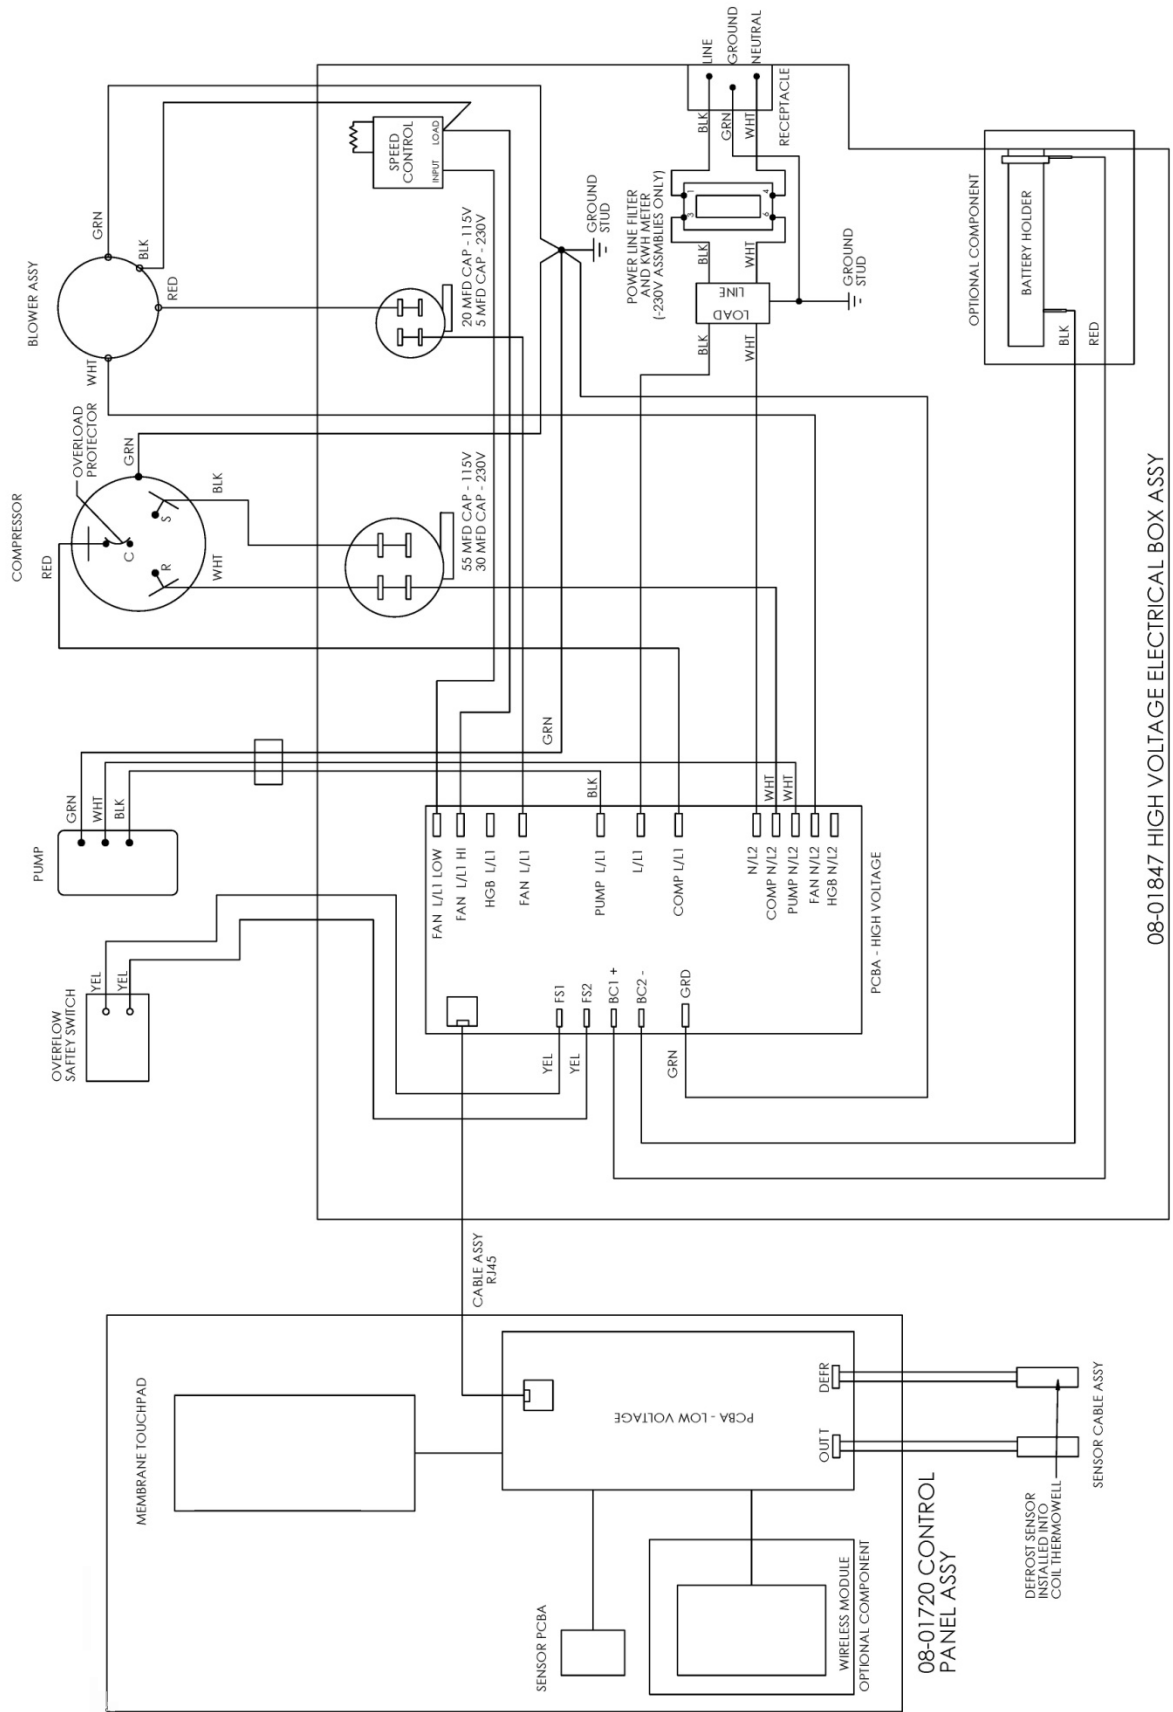 COMPRESSOR
RED
OVERLOAD
PROTECTOR
GRN
C
S
R
BLK
WHT
55 MFD CAP - 115V
30 MFD CAP - 230V
BLOWER ASSY
GRN
BLK
RED
WHT
20 MFD CAP - 115V
5 MFD CAP - 230V
SPEED
CONTROL
INPUT
LOAD
GROUND
STUD
PUMP
GRN
WHT
BLK
GRN
OVERFLOW
SAFTEY SWITCH
YEL
YEL
LINE
GROUND
NEUTRAL
RECEPTACLE
BLK
GRN
WHT
POWER LINE FILTER
AND KWH METER
(-230V ASSMBLIES ONLY)
1
3
4
6
BLK
WHT
LINE
LOAD
BLK
WHT
GROUND
STUD
OPTIONAL COMPONENT
BATTERY HOLDER
BLK
RED
FAN L/L1 LOW
FAN L/L1 HI
HGB L/L1
FAN L/L1
PUMP L/L1
L/L1
COMP L/L1
N/L2
COMP N/L2
PUMP N/L2
FAN N/L2
HGB N/L2
BLK
WHT
WHT
FS1
FS2
BC1 +
BC2 -
GRD
YEL
YEL
GRN
PCBA - HIGH VOLTAGE
08-01847 HIGH VOLTAGE ELECTRICAL BOX ASSY
CABLE ASSY
RJ45
MEMBRANE TOUCHPAD
PCBA - LOW VOLTAGE
DEFR
OUT T
SENSOR PCBA
WIRELESS MODULE
OPTIONAL COMPONENT
08-01720 CONTROL
PANEL ASSY
DEFROST SENSOR
INSTALLED INTO
COIL THERMOWELL
SENSOR CABLE ASSY